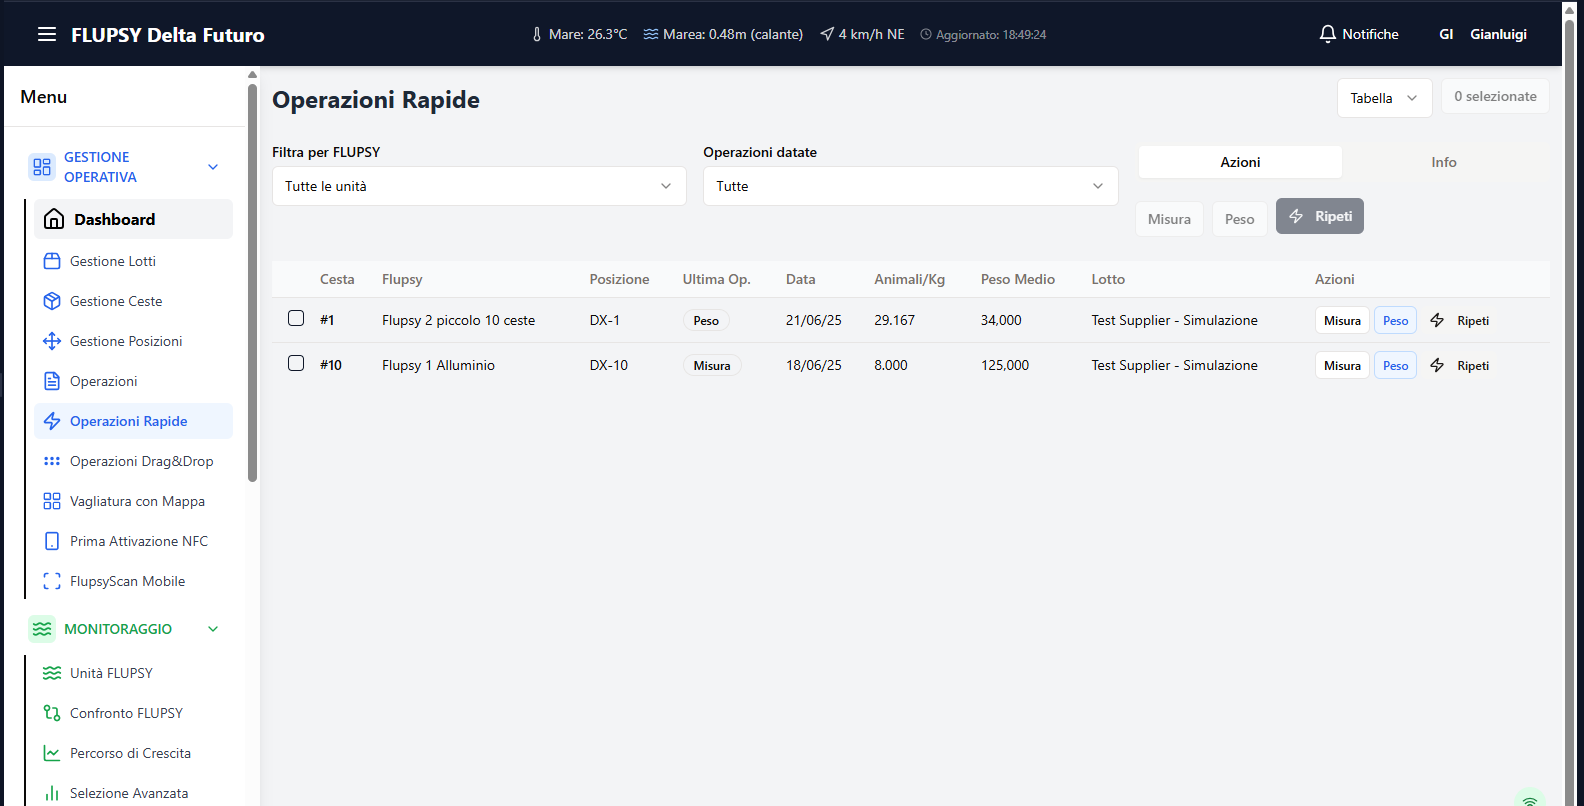 FLUPSY Delta Futuro
Mare: 26.3°C
Marea: 0.48m (calante)
4 km/h NE
Aggiornato: 18:49:24
Notifiche
GI
Gianluigi
Menu
GESTIONE
OPERATIVA
Dashboard
Gestione Lotti
Gestione Ceste
Gestione Posizioni
Operazioni
Operazioni Rapide
Operazioni Drag&Drop
Vagliatura con Mappa
Prima Attivazione NFC
FlupsyScan Mobile
MONITORAGGIO
Unità FLUPSY
Confronto FLUPSY
Percorso di Crescita
Selezione Avanzata
Operazioni Rapide
Tabella
0 selezionate
Filtra per FLUPSY
Tutte le unità
Operazioni datate
Tutte
Azioni
Info
Misura
Peso
Ripeti
Cesta Flupsy Posizione Ultima Op. Data Animali/Kg Peso Medio Lotto Azioni
#1 Flupsy 2 piccolo 10 ceste DX-1 Peso 21/06/25 29.167 34,000 Test Supplier - Simulazione Misura Peso Ripeti
#10 Flupsy 1 Alluminio DX-10 Misura 18/06/25 8.000 125,000 Test Supplier - Simulazione Misura Peso Ripeti